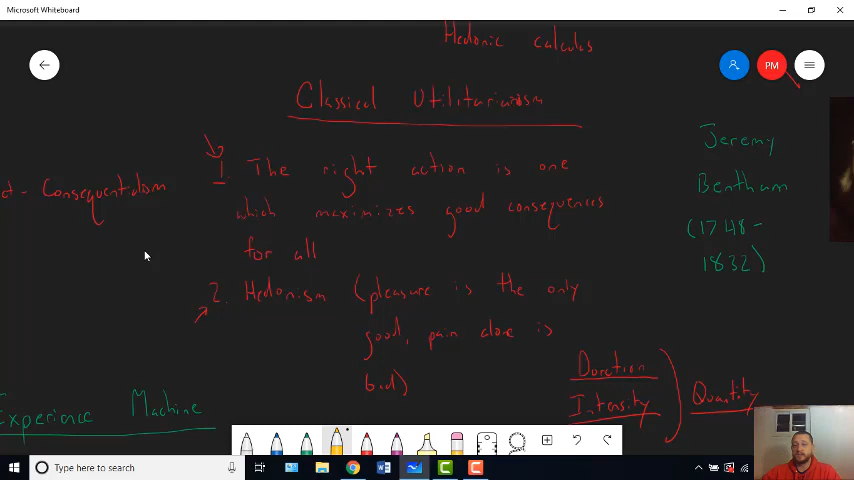 Microsoft Whiteboard
Hedonic calculus
PM
Classical Utilitarianism
Jeremy
Bentham
(1748-
1832)
ct - Consequentialism
1. The right action is one
which maximizes good consequences
for all
2. Hedonism (pleasure is the only
good, pain alone is
bad)
Duration
Intensity
Quantity
Experience Machine
Type here to search